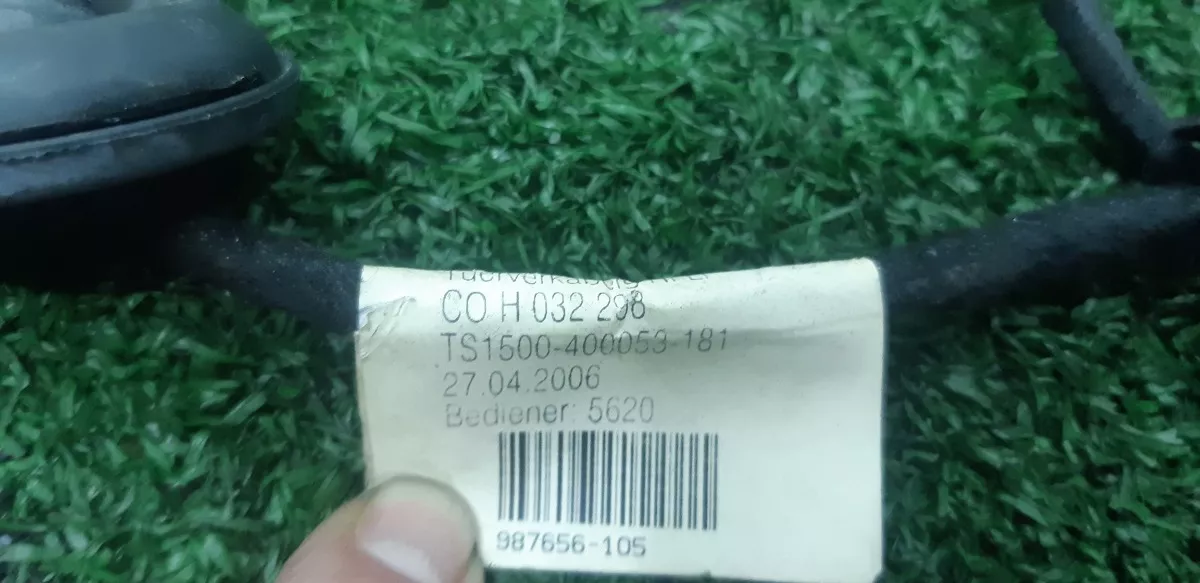 CO H 032 298
TS1500-400053-181
27.04.2006
Bediener: 5620
987656-105